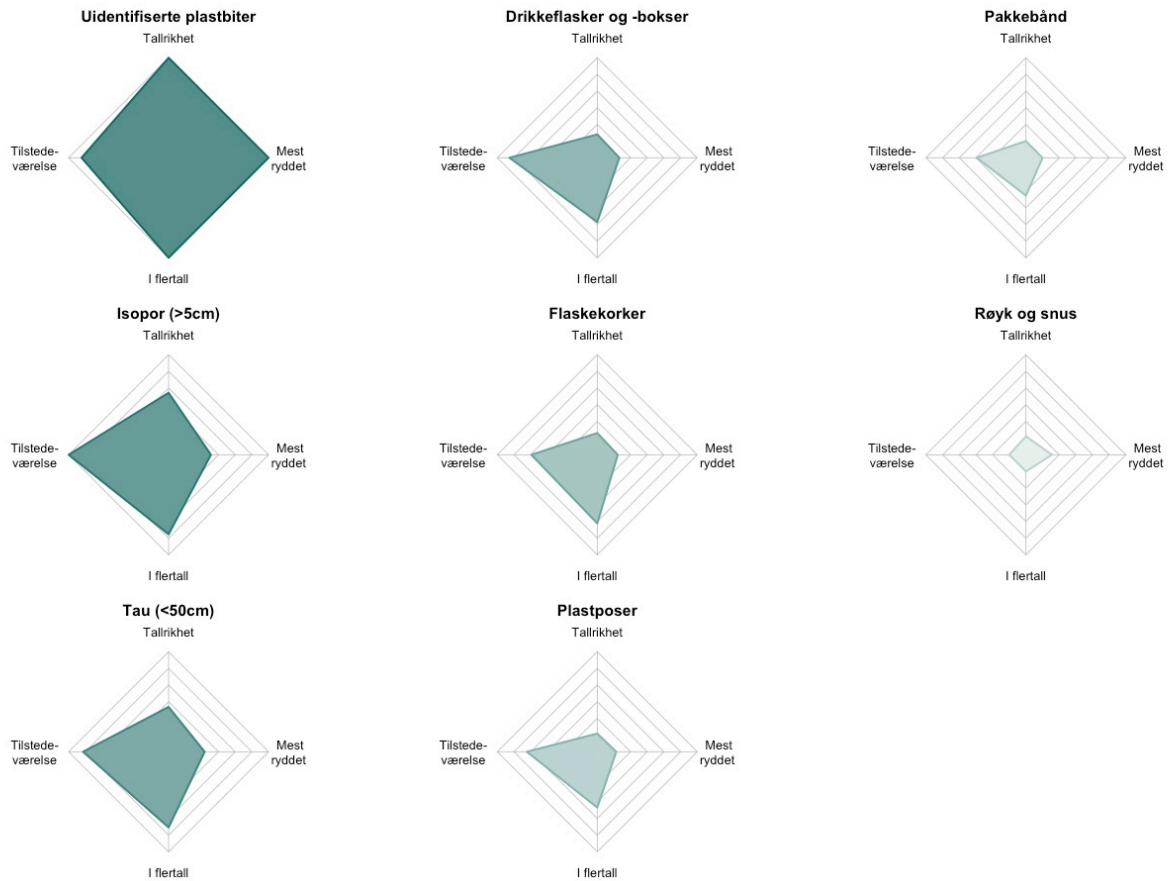 Uidentifiserte plastbiter
Tallrikhet
Tilstede-
værelse
Mest
ryddet
I flertall
Drikkeflasker og -bokser
Tallrikhet
Tilstede-
værelse
Mest
ryddet
I flertall
Pakkebånd
Tallrikhet
Tilstede-
værelse
Mest
ryddet
I flertall
Isopor (>5cm)
Tallrikhet
Tilstede-
værelse
Mest
ryddet
I flertall
Flaskekorker
Tallrikhet
Tilstede-
værelse
Mest
ryddet
I flertall
Røyk og snus
Tallrikhet
Tilstede-
værelse
Mest
ryddet
I flertall
Tau (<50cm)
Tallrikhet
Tilstede-
værelse
Mest
ryddet
I flertall
Plastposer
Tallrikhet
Tilstede-
værelse
Mest
ryddet
I flertall